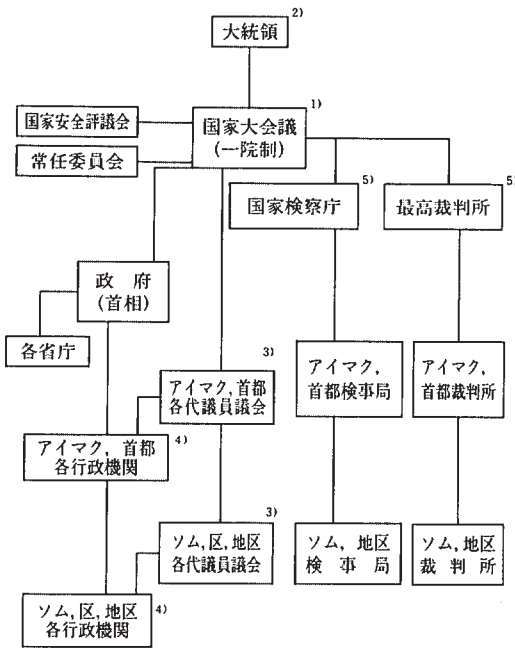 大統領 2)
国家大会議 1)
(一院制)
国家安全評議会
常任委員会
国家検察庁 5)
最高裁判所 5)
政 府
(首相)
各省庁
アイマク, 首都
各代議員議会 3)
アイマク,
首都検事局
アイマク,
首都裁判所
アイマク, 首都
各行政機関 4)
ソム, 区, 地区
各代議員議会 3)
ソム, 地区
検 事 局
ソム, 地区
裁 判 所
ソム, 区, 地区
各行政機関 4)